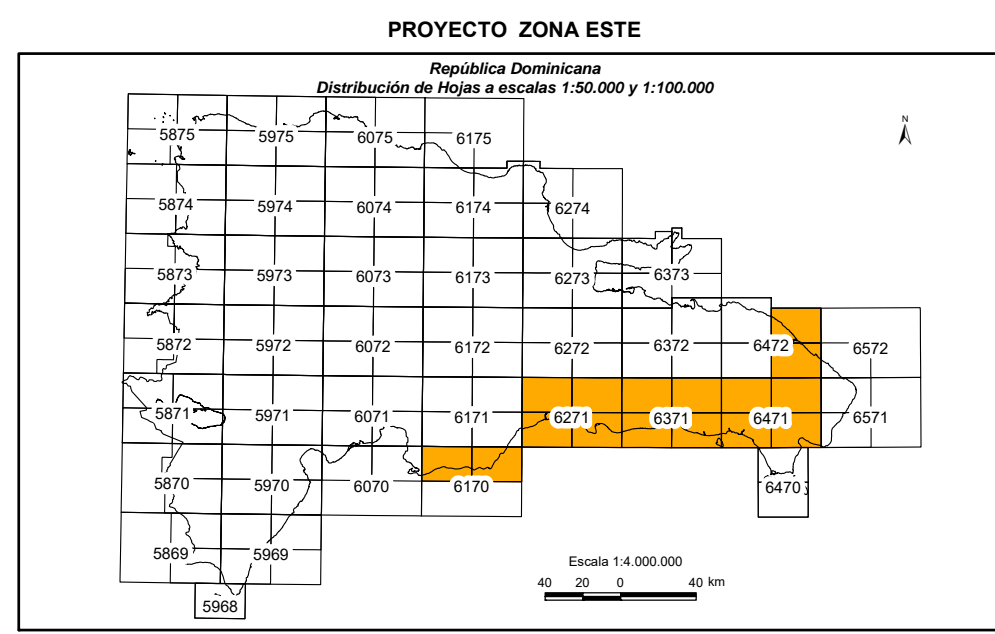 PROYECTO ZONA ESTE
República Dominicana
Distribución de Hojas a escalas 1:50.000 y 1:100.000
N
5875 5975 6075 6175
5874 5974 6074 6174 6274
5873 5973 6073 6173 6273 6373
5872 5972 6072 6172 6272 6372 6472 6572
5871 5971 6071 6171 6271 6371 6471 6571
5870 5970 6070 6170 6470
5869 5969
Escala 1:4.000.000
40 20 0 40 km
5968